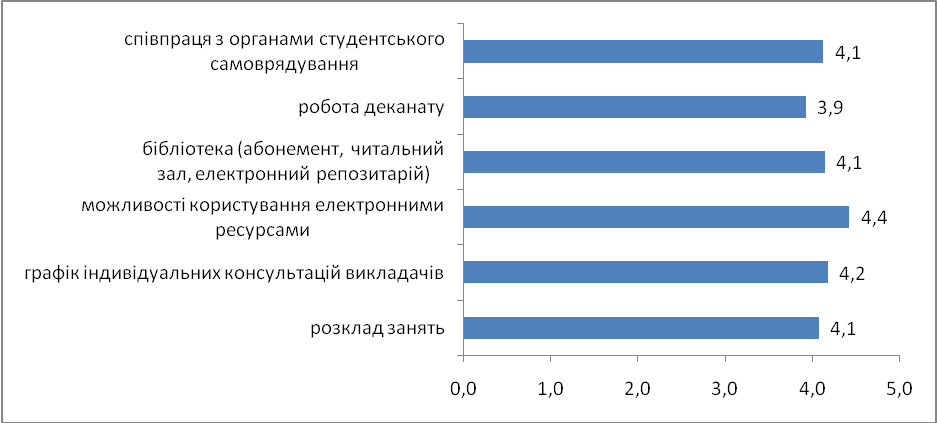 співпраця з органами студентського
самоврядування
4,1
робота деканату
3,9
бібліотека (абонемент, читальний
зал, електронний репозитарій)
4,1
можливості користування електронними
ресурсами
4,4
графік індивідуальних консультацій викладачів
4,2
розклад занять
4,1
0,0 1,0 2,0 3,0 4,0 5,0